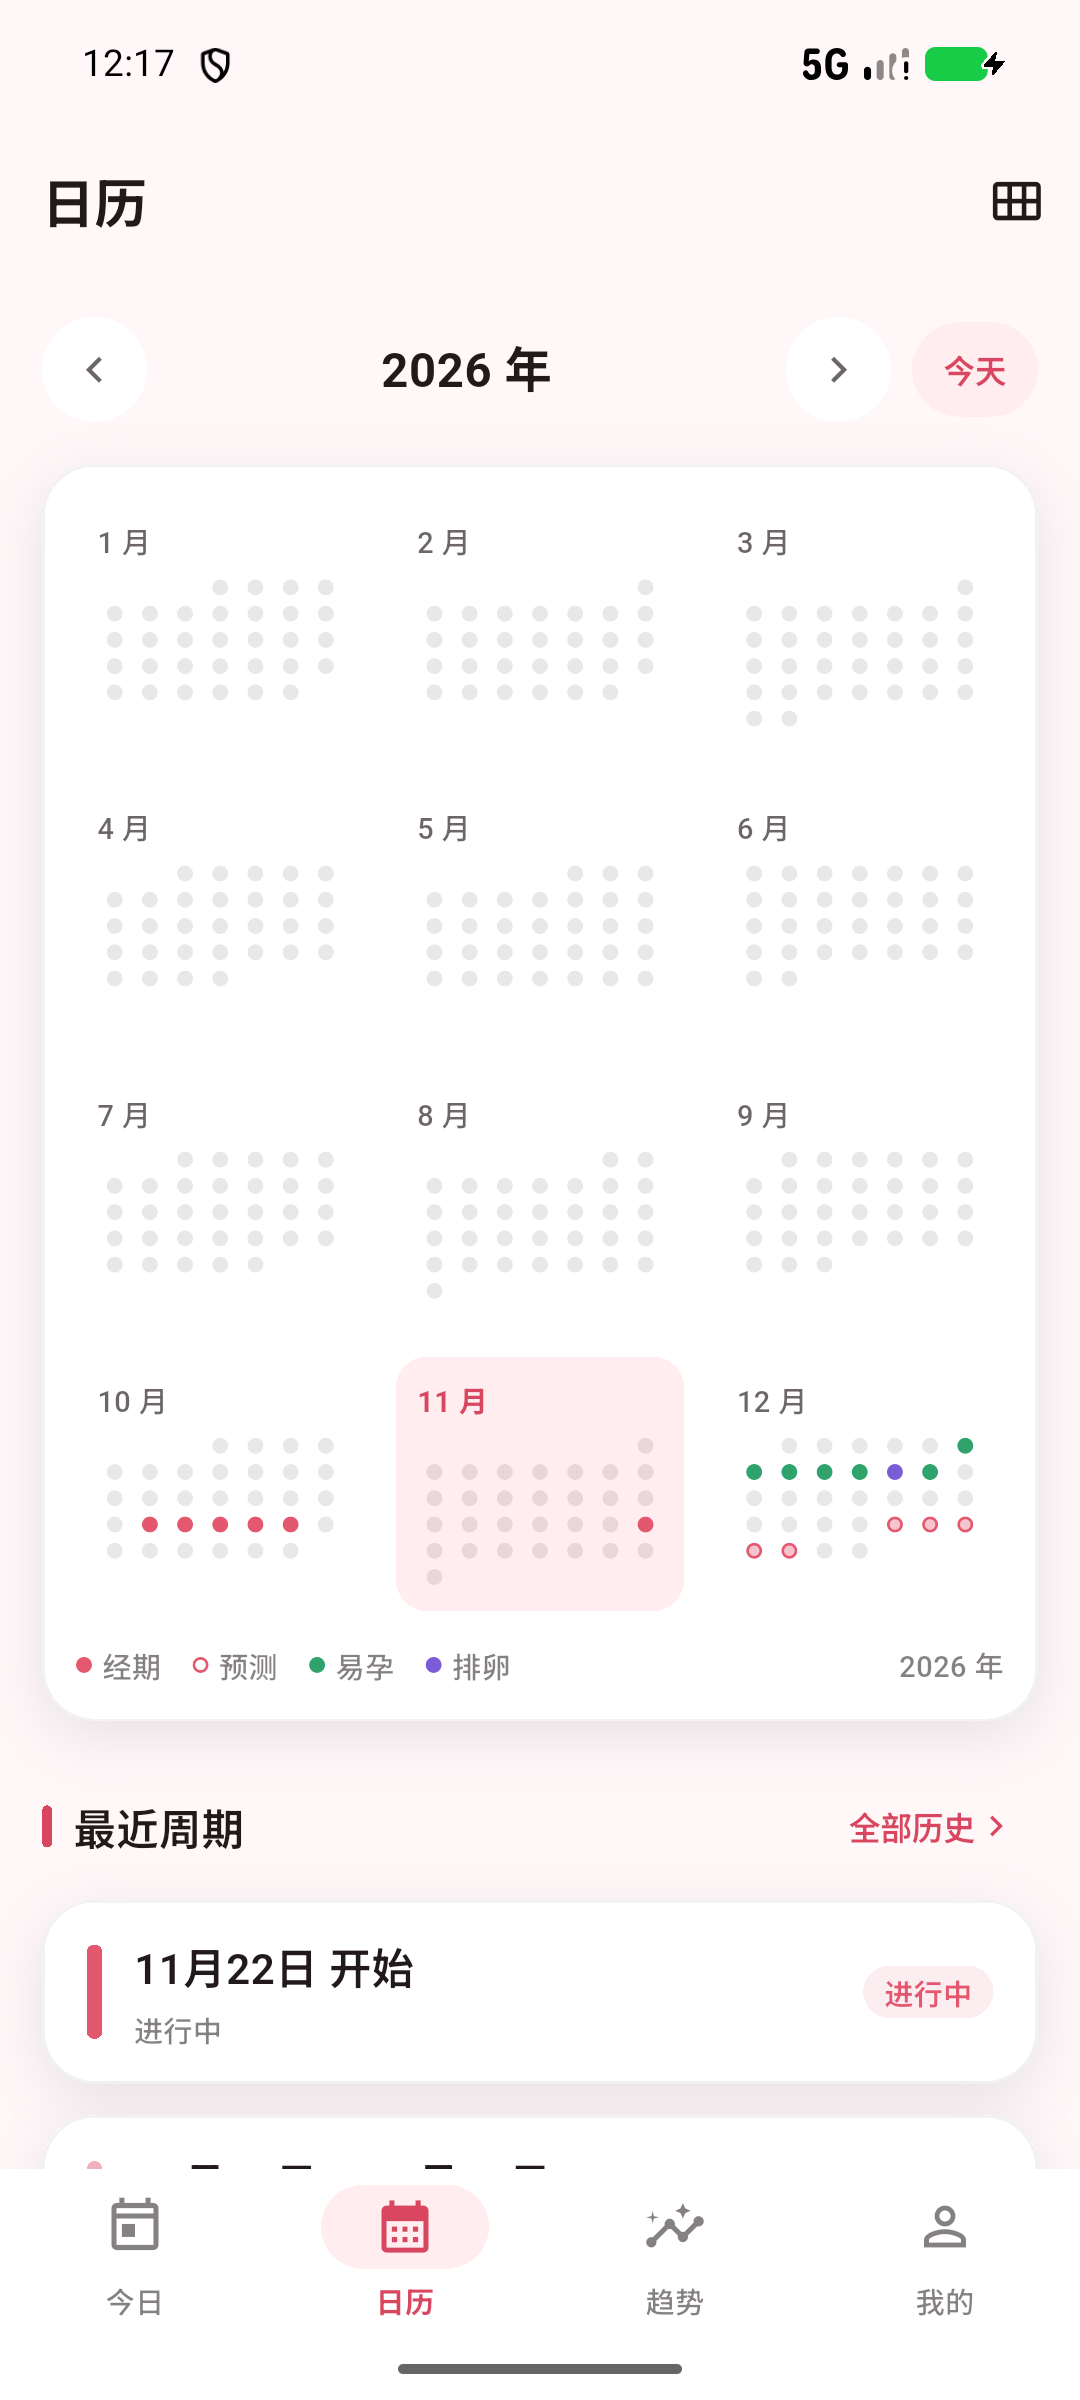 12:17
5G
日历
2026 年
今天
1 月
2 月
3 月
4 月
5 月
6 月
7 月
8 月
9 月
10 月
11 月
12 月
经期
预测
易孕
排卵
2026 年
最近周期
全部历史
11月22日 开始
进行中
进行中
今日
日历
趋势
我的